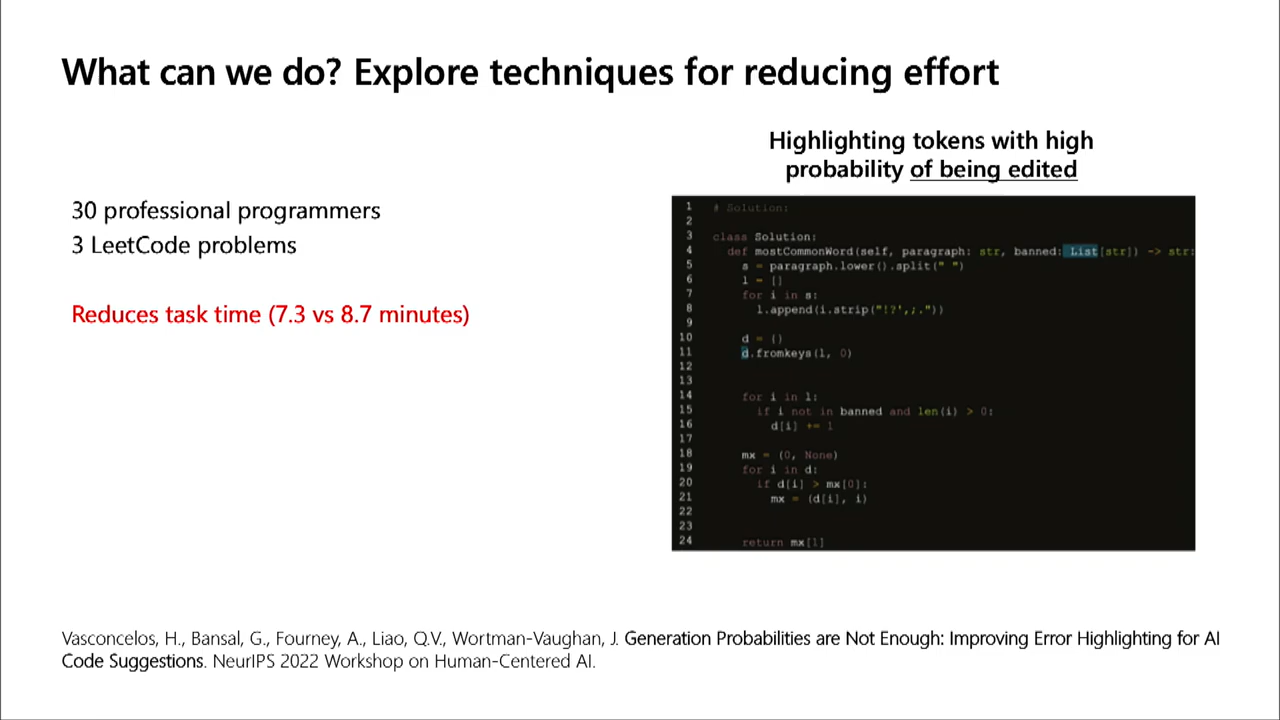 What can we do? Explore techniques for reducing effort
30 professional programmers
3 LeetCode problems
Reduces task time (7.3 vs 8.7 minutes)
Highlighting tokens with high
probability of being edited
1 # Solution:
2
3 class Solution:
4 def mostCommonWord(self, paragraph: str, banned: List[str]) -> str:
5 s = paragraph.lower().split(" ")
6 l = []
7 for i in s:
8 l.append(i.strip("!?',;."))
9
10 d = {}
11 d.fromkeys(l, 0)
12
13
14 for i in l:
15 if i not in banned and len(i) > 0:
16 d[i] += 1
17
18 mx = (0, None)
19 for i in d:
20 if d[i] > mx[0]:
21 mx = (d[i], i)
22
23
24 return mx[1]
Vasconcelos, H., Bansal, G., Fourney, A., Liao, Q.V., Wortman-Vaughan, J. Generation Probabilities are Not Enough: Improving Error Highlighting for AI
Code Suggestions. NeurIPS 2022 Workshop on Human-Centered AI.